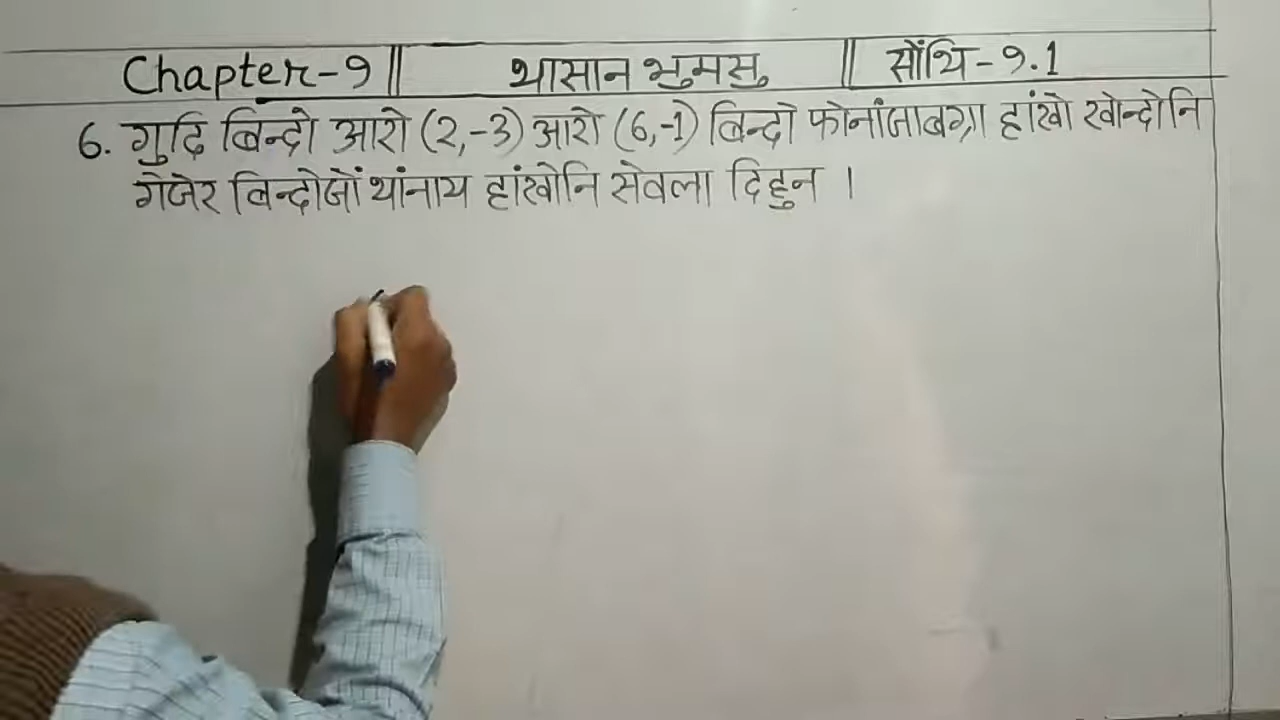 Chapter-9 || थासान भुमसु || सोंथि - 9.1
6. गुदि बिन्दो आरो (2,-3) आरो (6,-1) बिन्दो फोनांजाबग्रा हांखो खोन्दोनि
गेजेर बिन्दोजों थांनाय हांखोनि सेवला दिहुन ।